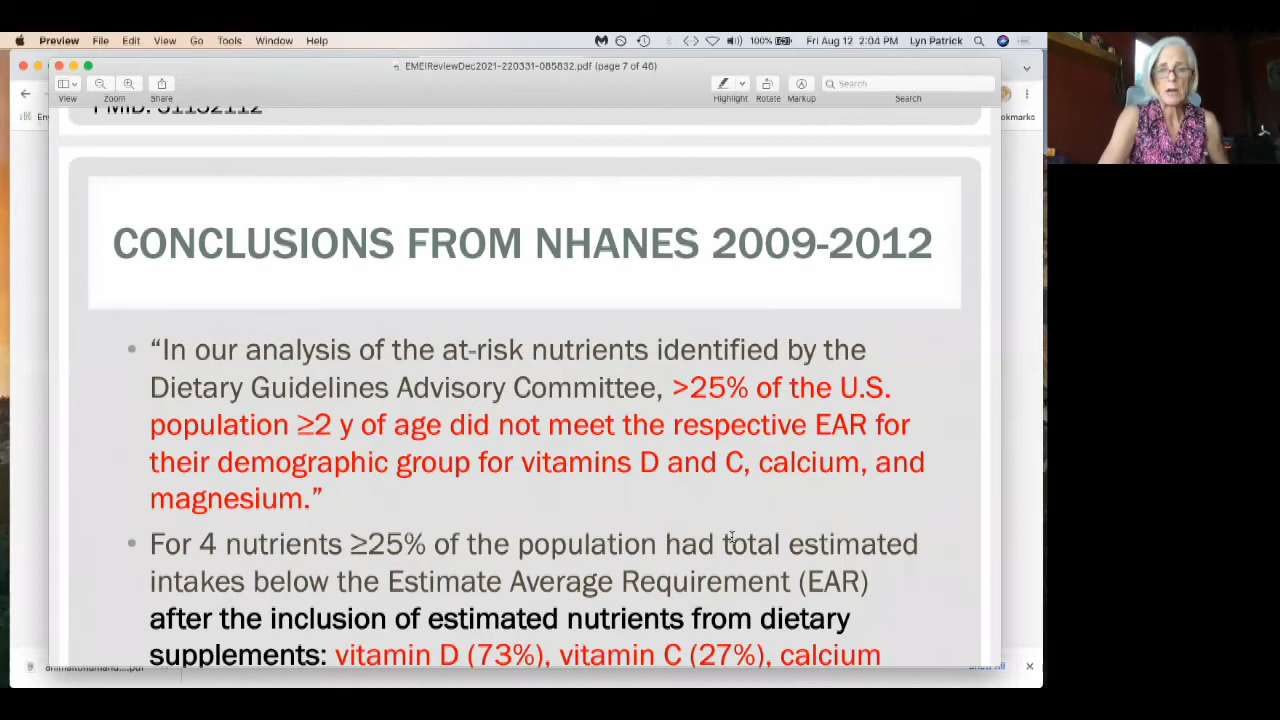 Preview File Edit View Go Tools Window Help 100% Fri Aug 12 2:04 PM Lyn Patrick
EMEIReviewDec2021-220331-085832.pdf (page 7 of 46)
View Zoom Share Highlight Rotate Markup Search
Search
okmarks
PMID: 31132112
CONCLUSIONS FROM NHANES 2009-2012
• “In our analysis of the at-risk nutrients identified by the
Dietary Guidelines Advisory Committee, >25% of the U.S.
population ≥2 y of age did not meet the respective EAR for
their demographic group for vitamins D and C, calcium, and
magnesium.”
• For 4 nutrients ≥25% of the population had total estimated
intakes below the Estimate Average Requirement (EAR)
after the inclusion of estimated nutrients from dietary
supplements: vitamin D (73%), vitamin C (27%), calcium
Show All